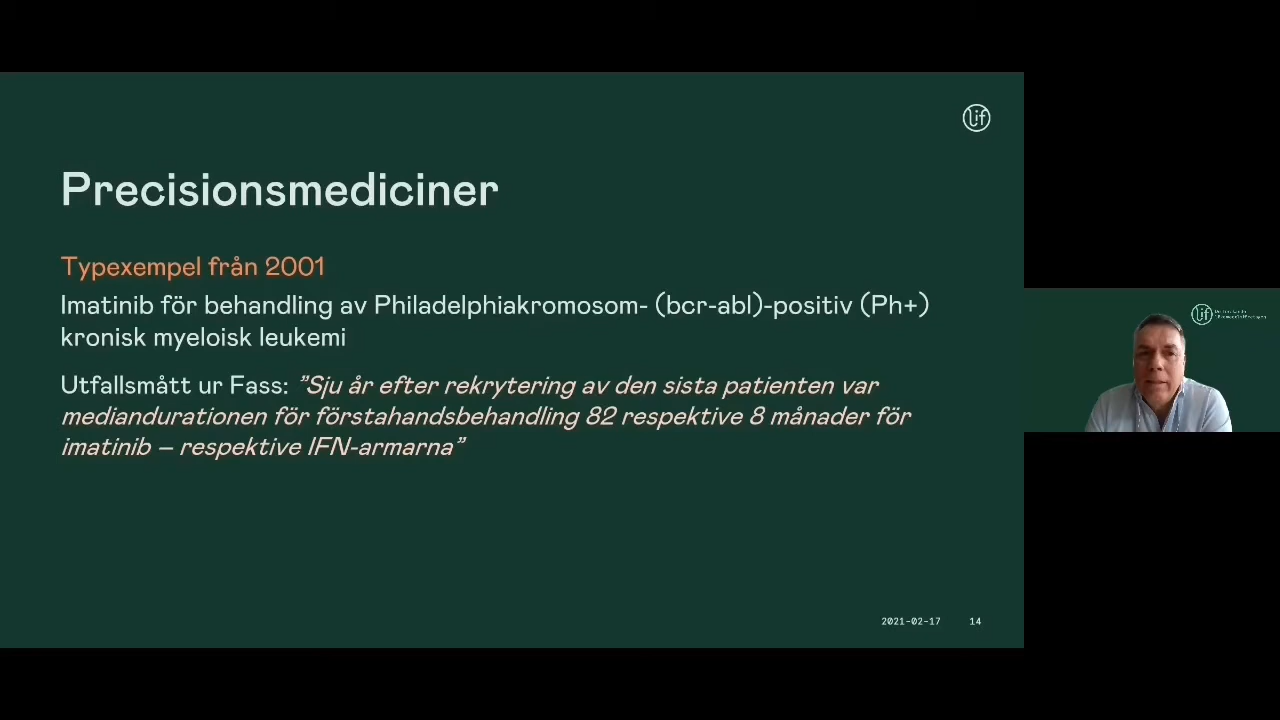 Lif
Precisionsmediciner
Typexempel från 2001
Imatinib för behandling av Philadelphiakromosom- (bcr-abl)-positiv (Ph+)
kronisk myeloisk leukemi
Utfallsmått ur Fass: ”Sju år efter rekrytering av den sista patienten var
mediandurationen för förstahandsbehandling 82 respektive 8 månader för
imatinib – respektive IFN-armarna”
2021-02-17 14
Lif